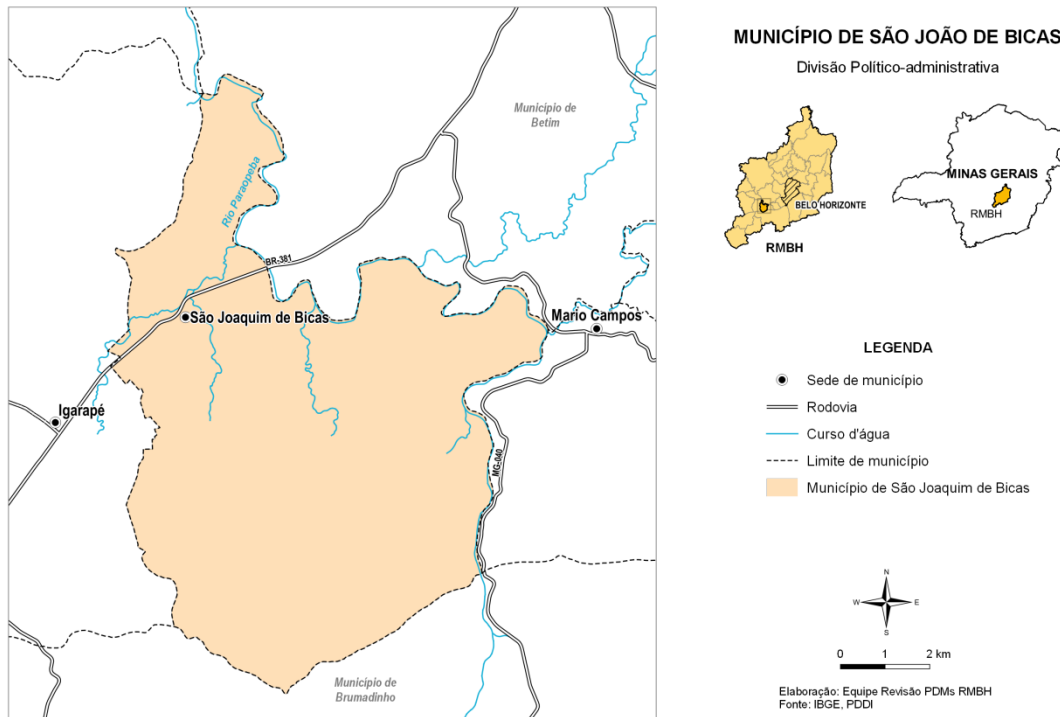 MUNICÍPIO DE SÃO JOÃO DE BICAS
Divisão Político-administrativa
Município de
Betim
Rio Paraopeba
BR-381
São Joaquim de Bicas
Mario Campos
Igarapé
MG-040
Município de
Brumadinho
BELO HORIZONTE
RMBH
MINAS GERAIS
RMBH
LEGENDA
Sede de município
Rodovia
Curso d'água
Limite de município
Município de São Joaquim de Bicas
N
W
E
S
0 1 2 km
Elaboração: Equipe Revisão PDMs RMBH
Fonte: IBGE, PDDI